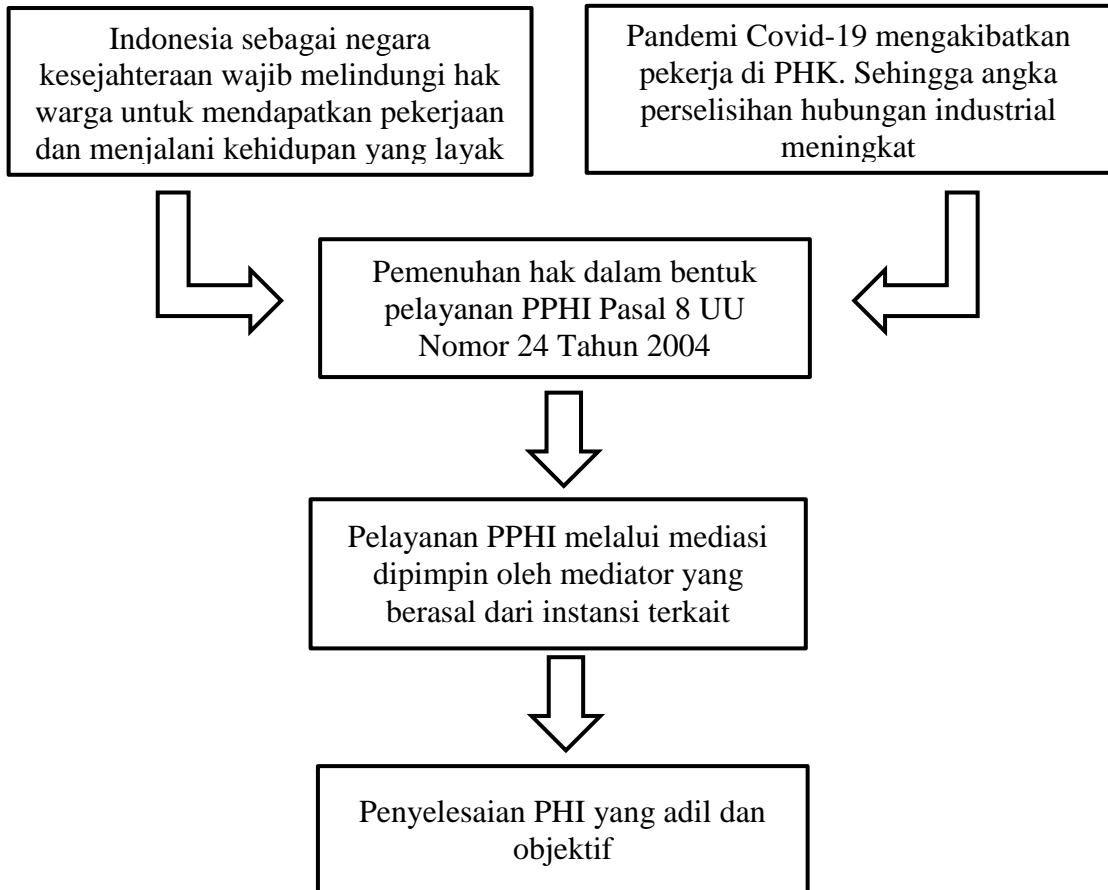 Indonesia sebagai negara
kesejahteraan wajib melindungi hak
warga untuk mendapatkan pekerjaan
dan menjalani kehidupan yang layak
Pandemi Covid-19 mengakibatkan
pekerja di PHK. Sehingga angka
perselisihan hubungan industrial
meningkat
Pemenuhan hak dalam bentuk
pelayanan PPHI Pasal 8 UU
Nomor 24 Tahun 2004
Pelayanan PPHI melalui mediasi
dipimpin oleh mediator yang
berasal dari instansi terkait
Penyelesaian PHI yang adil dan
objektif